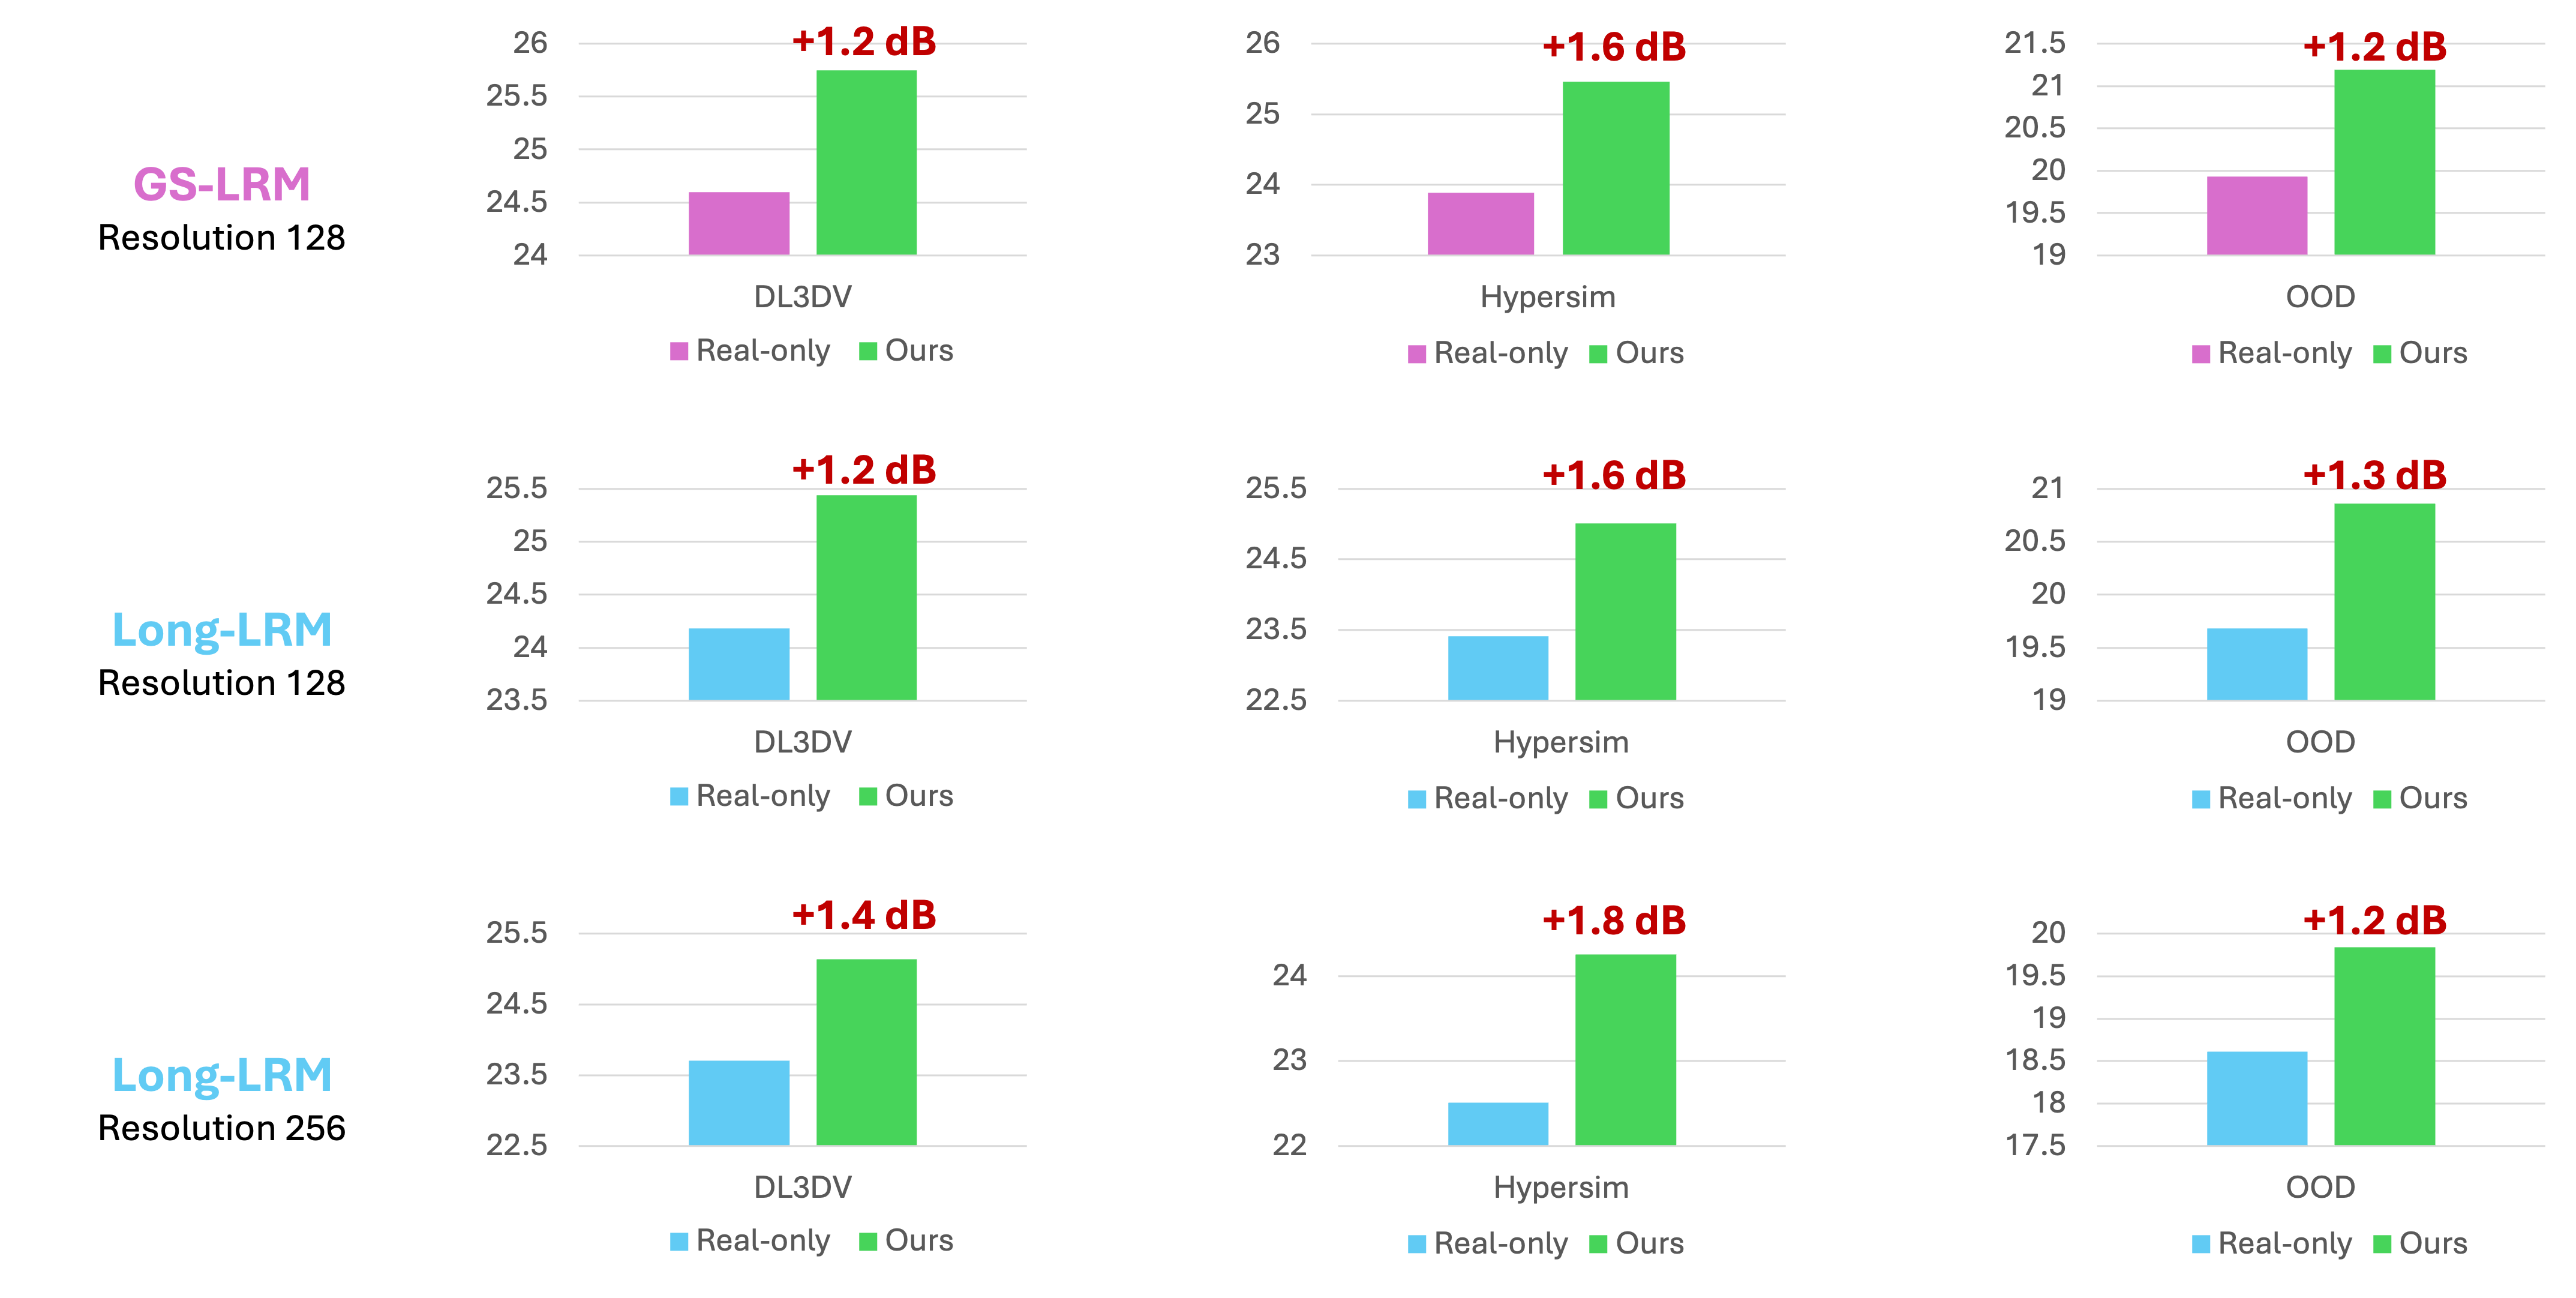 GS-LRM
Resolution 128
+1.2 dB
26
25.5
25
24.5
24
DL3DV
Real-only Ours
+1.6 dB
26
25
24
23
Hypersim
Real-only Ours
+1.2 dB
21.5
21
20.5
20
19.5
19
OOD
Real-only Ours
Long-LRM
Resolution 128
+1.2 dB
25.5
25
24.5
24
23.5
DL3DV
Real-only Ours
+1.6 dB
25.5
24.5
23.5
22.5
Hypersim
Real-only Ours
+1.3 dB
21
20.5
20
19.5
19
OOD
Real-only Ours
Long-LRM
Resolution 256
+1.4 dB
25.5
24.5
23.5
22.5
DL3DV
Real-only Ours
+1.8 dB
24
23
22
Hypersim
Real-only Ours
+1.2 dB
20
19.5
19
18.5
18
17.5
OOD
Real-only Ours